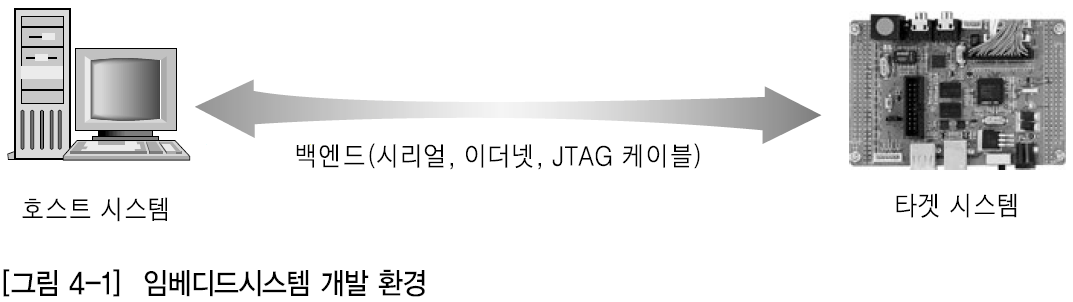 백엔드(시리얼, 이더넷, JTAG 케이블)
호스트 시스템
타겟 시스템
[그림 4-1] 임베디드시스템 개발 환경